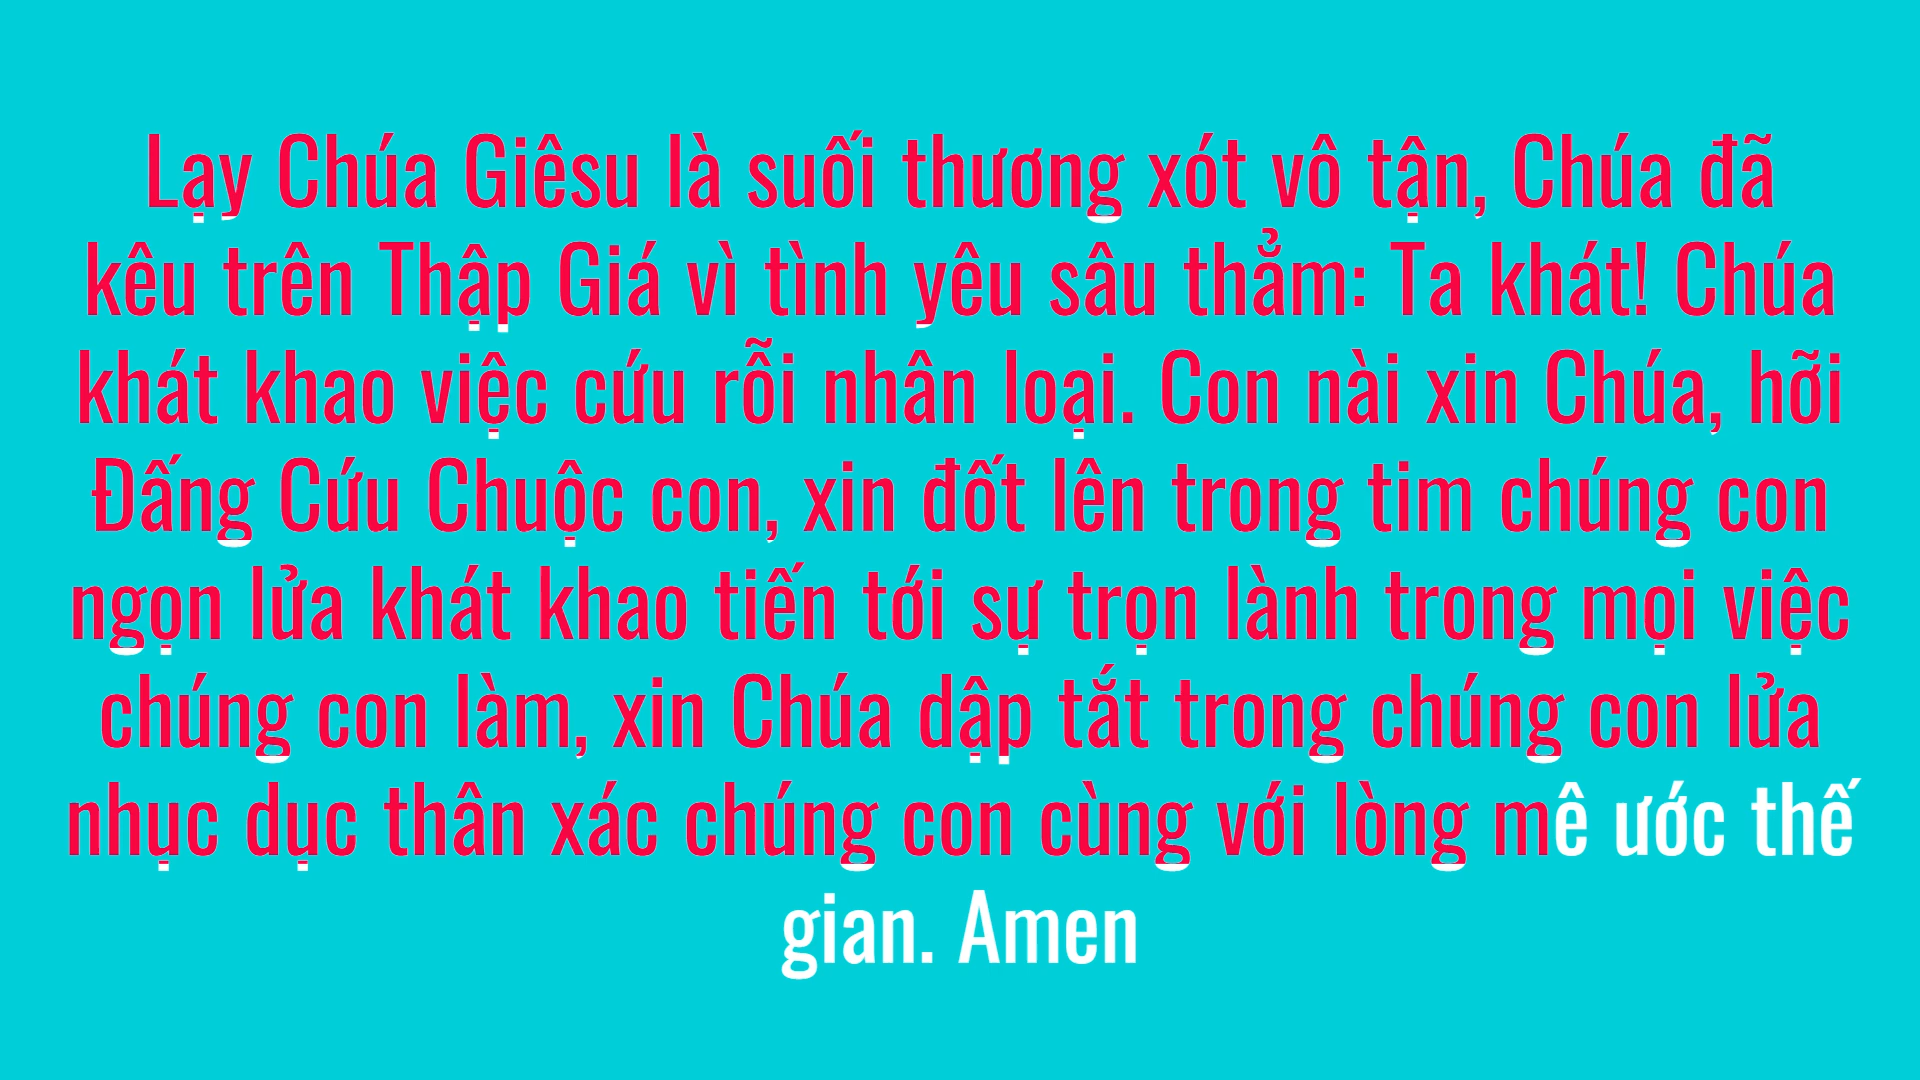 Lạy Chúa Giêsu là suối thương xót vô tận, Chúa đã
kêu trên Thập Giá vì tình yêu sâu thẳm: Ta khát! Chúa
khát khao việc cứu rỗi nhân loại. Con nài xin Chúa, hỡi
Đấng Cứu Chuộc con, xin đốt lên trong tim chúng con
ngọn lửa khát khao tiến tới sự trọn lành trong mọi việc
chúng con làm, xin Chúa dập tắt trong chúng con lửa
nhục dục thân xác chúng con cùng với lòng mê ước thế
gian. Amen